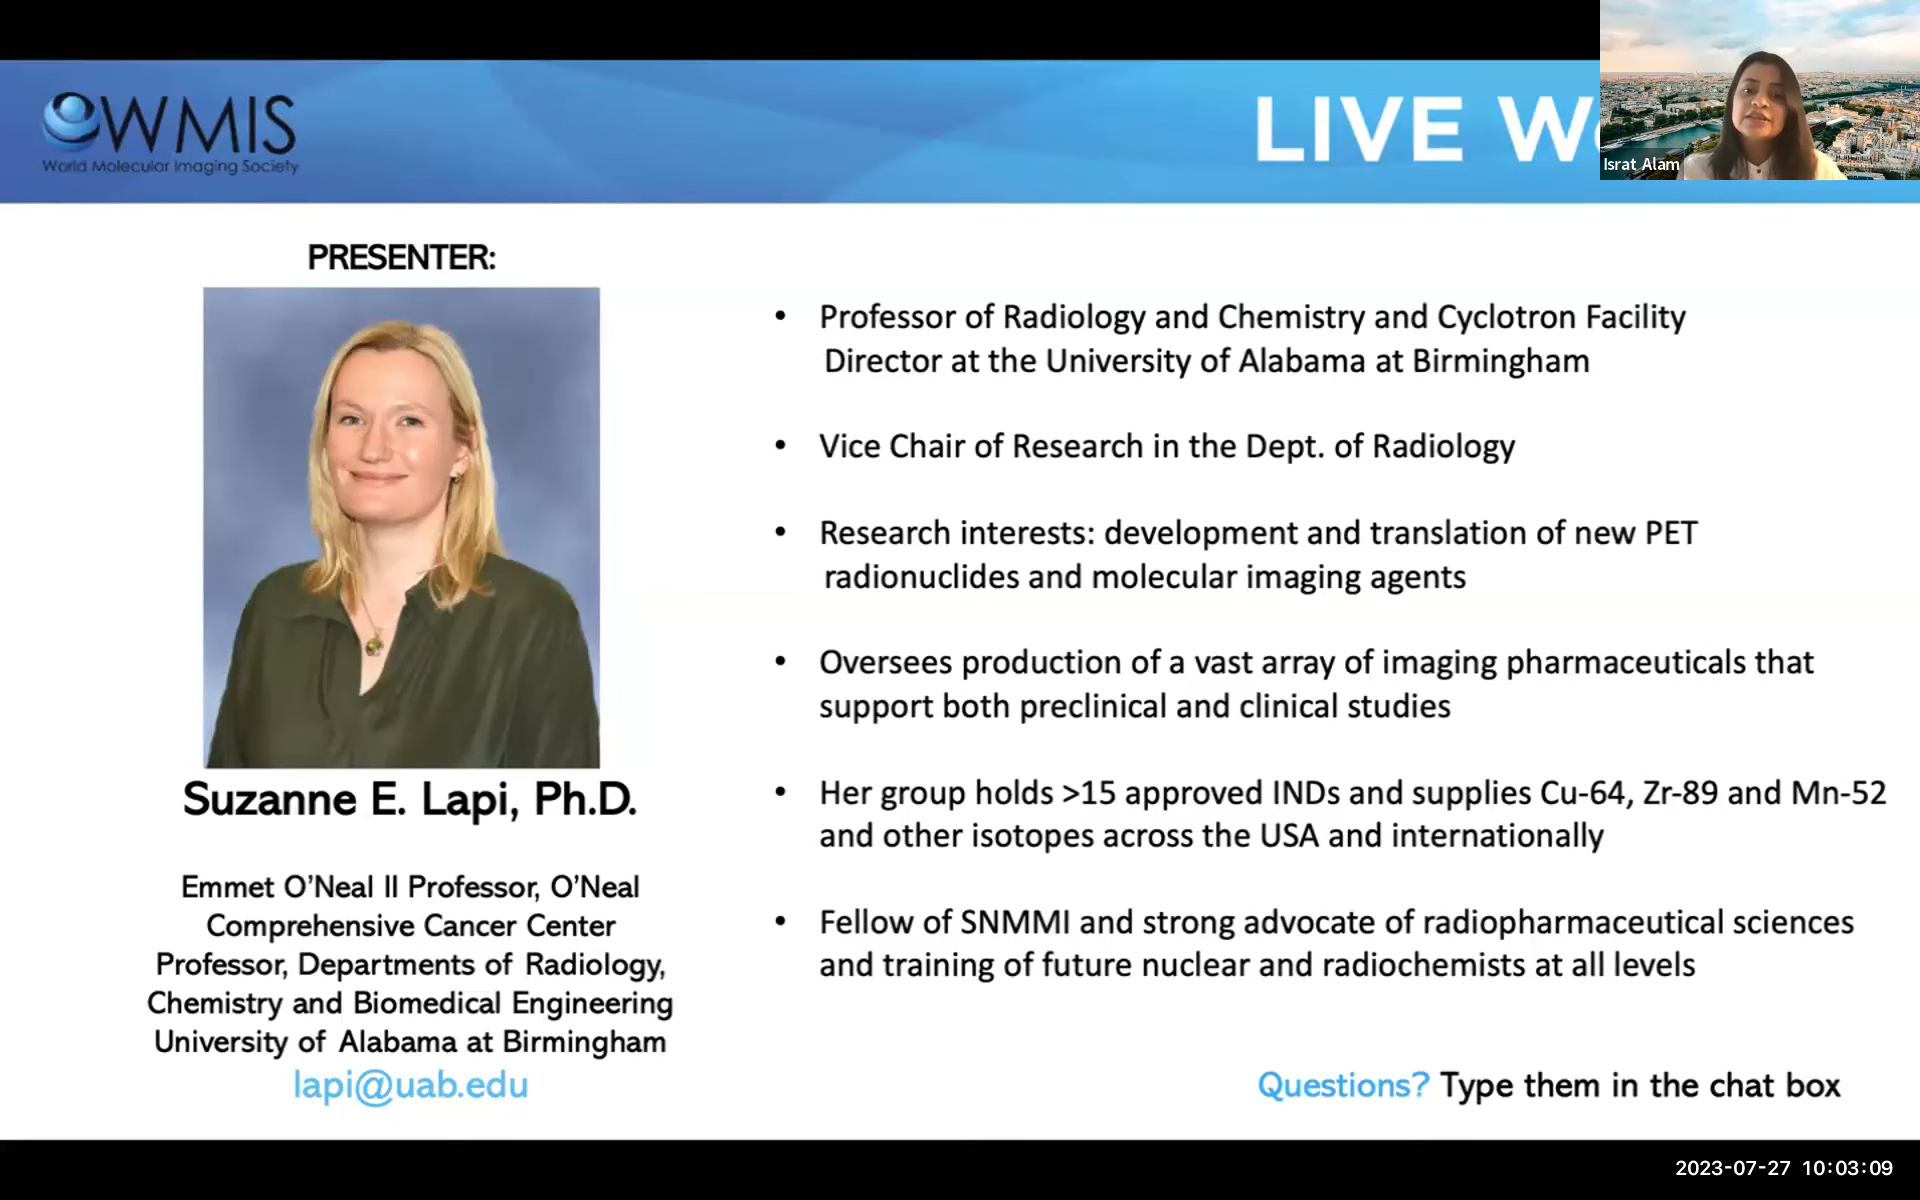 WMIS
World Molecular Imaging Society
LIVE W
Israt Alam
PRESENTER:
Suzanne E. Lapi, Ph.D.
Emmet O’Neal II Professor, O’Neal
Comprehensive Cancer Center
Professor, Departments of Radiology,
Chemistry and Biomedical Engineering
University of Alabama at Birmingham
lapi@uab.edu
• Professor of Radiology and Chemistry and Cyclotron Facility
Director at the University of Alabama at Birmingham
• Vice Chair of Research in the Dept. of Radiology
• Research interests: development and translation of new PET
radionuclides and molecular imaging agents
• Oversees production of a vast array of imaging pharmaceuticals that
support both preclinical and clinical studies
• Her group holds >15 approved INDs and supplies Cu-64, Zr-89 and Mn-52
and other isotopes across the USA and internationally
• Fellow of SNMMI and strong advocate of radiopharmaceutical sciences
and training of future nuclear and radiochemists at all levels
Questions? Type them in the chat box
2023-07-27 10:03:09